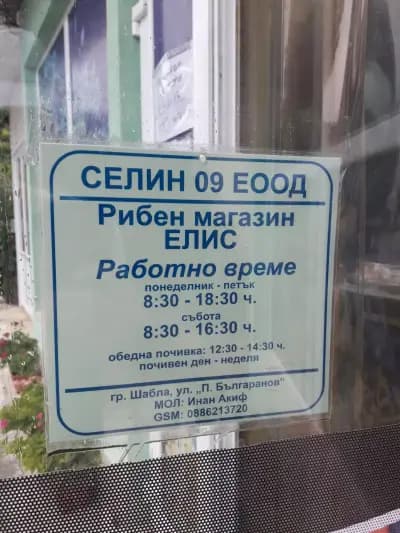 СЕЛИН 09 ЕООД
Рибен магазин
ЕЛИС
Работно време
понеделник - петък
8:30 - 18:30 ч.
събота
8:30 - 16:30 ч.
обедна почивка: 12:30 - 14:30 ч.
почивен ден - неделя
гр. Шабла, ул. „П. Българанов"
МОЛ: Инан Акиф
GSM: 0886213720